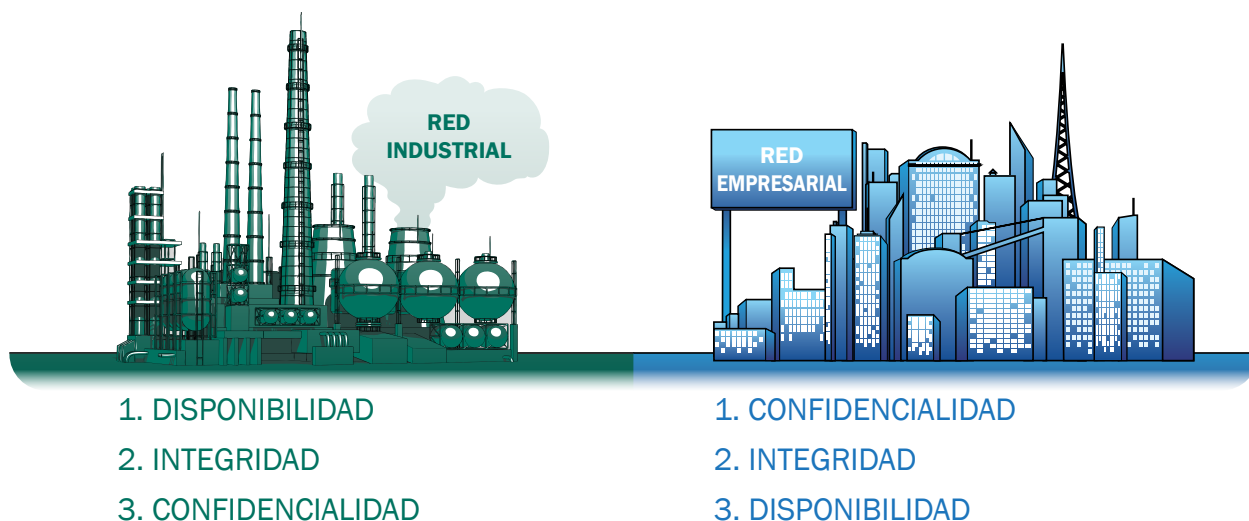 RED
INDUSTRIAL
RED
EMPRESARIAL
1. DISPONIBILIDAD
2. INTEGRIDAD
3. CONFIDENCIALIDAD
1. CONFIDENCIALIDAD
2. INTEGRIDAD
3. DISPONIBILIDAD